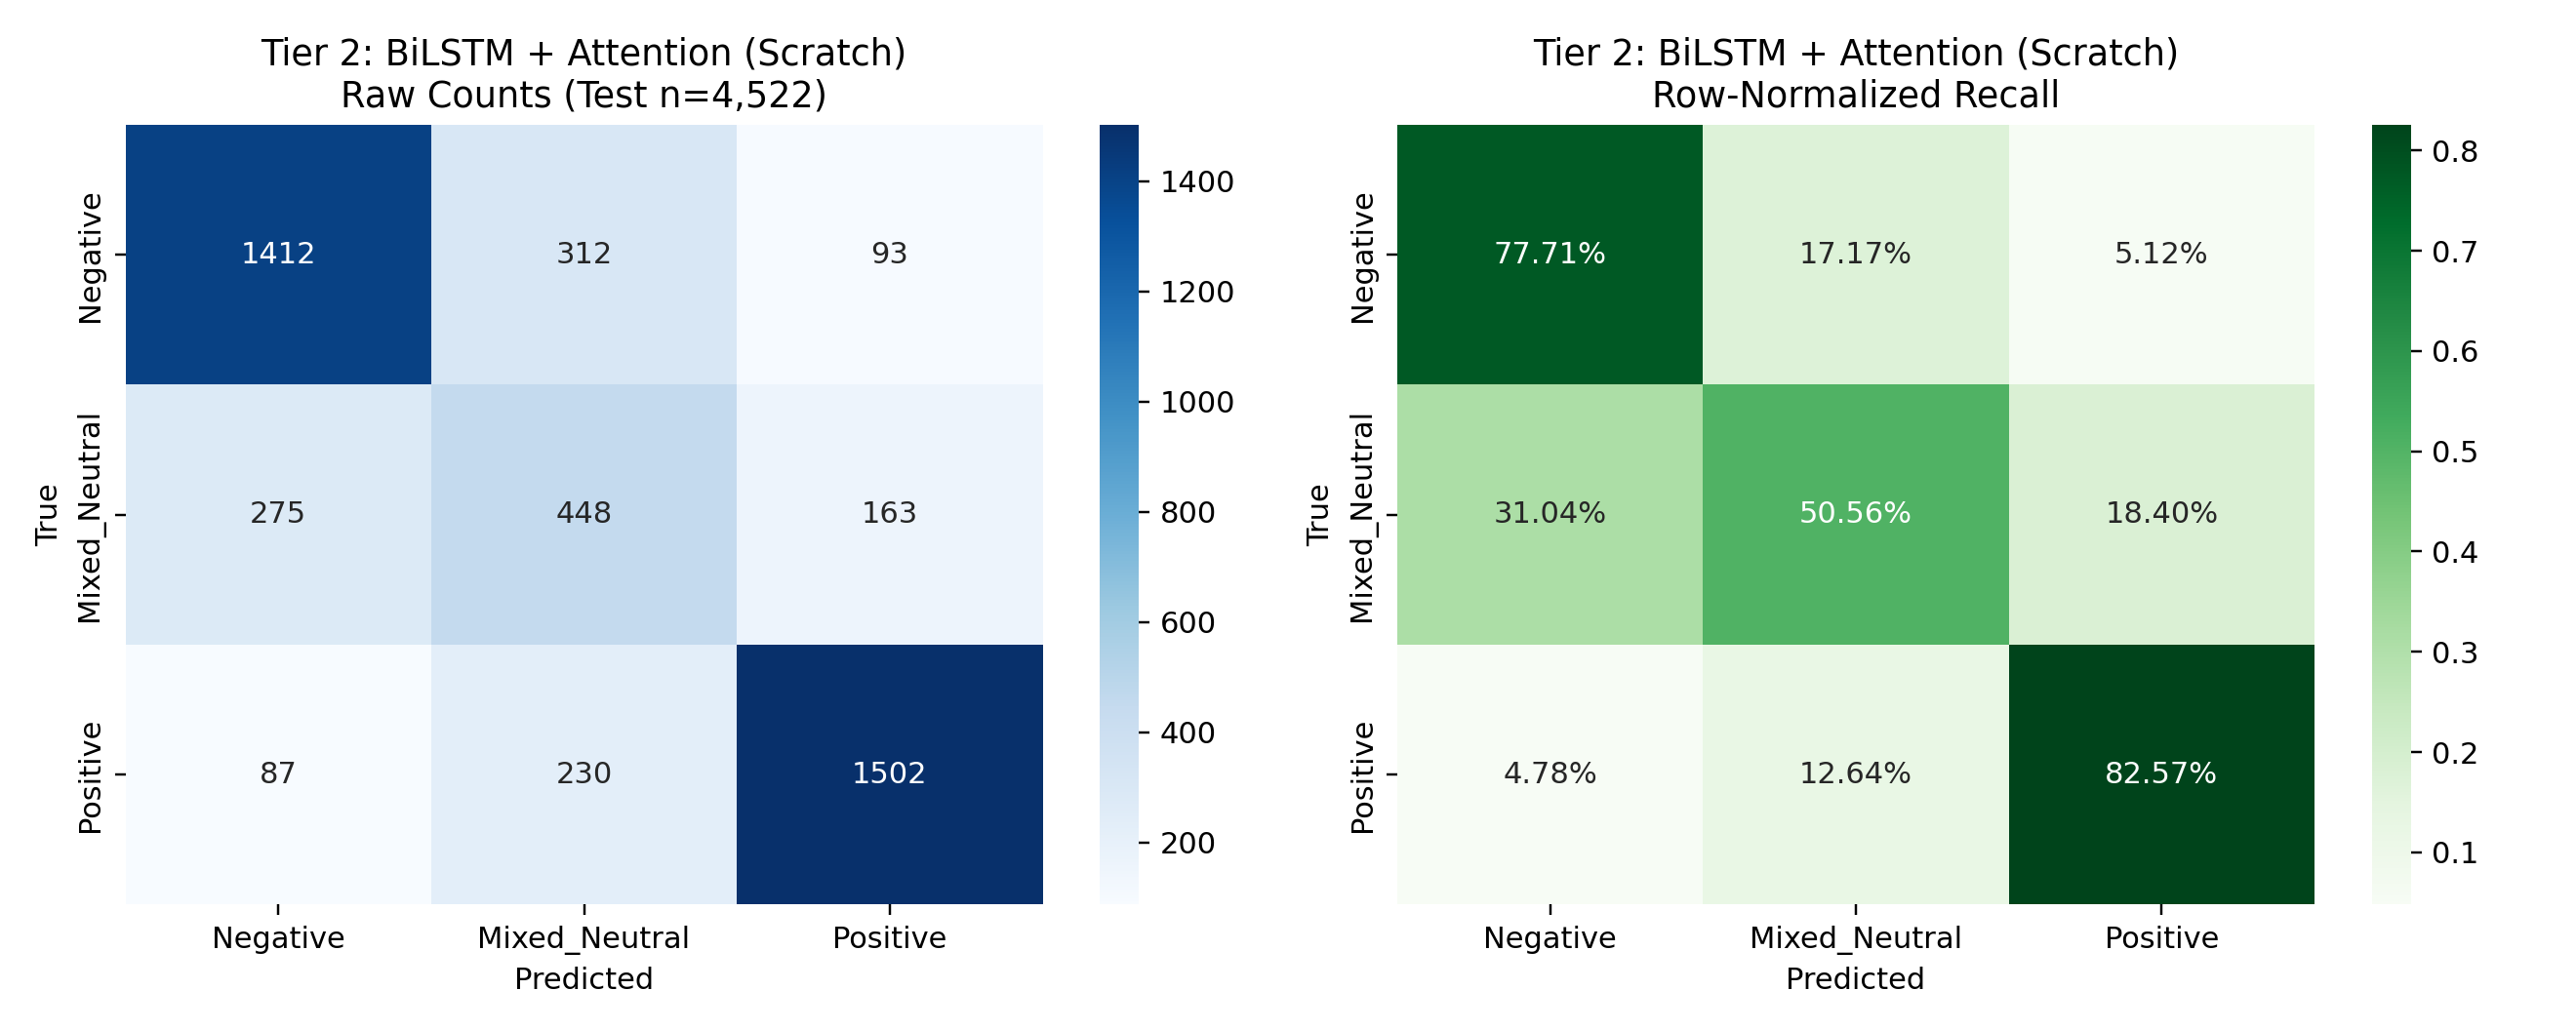 Tier 2: BiLSTM + Attention (Scratch)
Raw Counts (Test n=4,522)
True
Negative
Mixed_Neutral
Positive
1412 312 93
275 448 163
87 230 1502
Negative Mixed_Neutral Positive
Predicted
1400
1200
1000
800
600
400
200
Tier 2: BiLSTM + Attention (Scratch)
Row-Normalized Recall
True
Negative
Mixed_Neutral
Positive
77.71% 17.17% 5.12%
31.04% 50.56% 18.40%
4.78% 12.64% 82.57%
Negative Mixed_Neutral Positive
Predicted
0.8
0.7
0.6
0.5
0.4
0.3
0.2
0.1